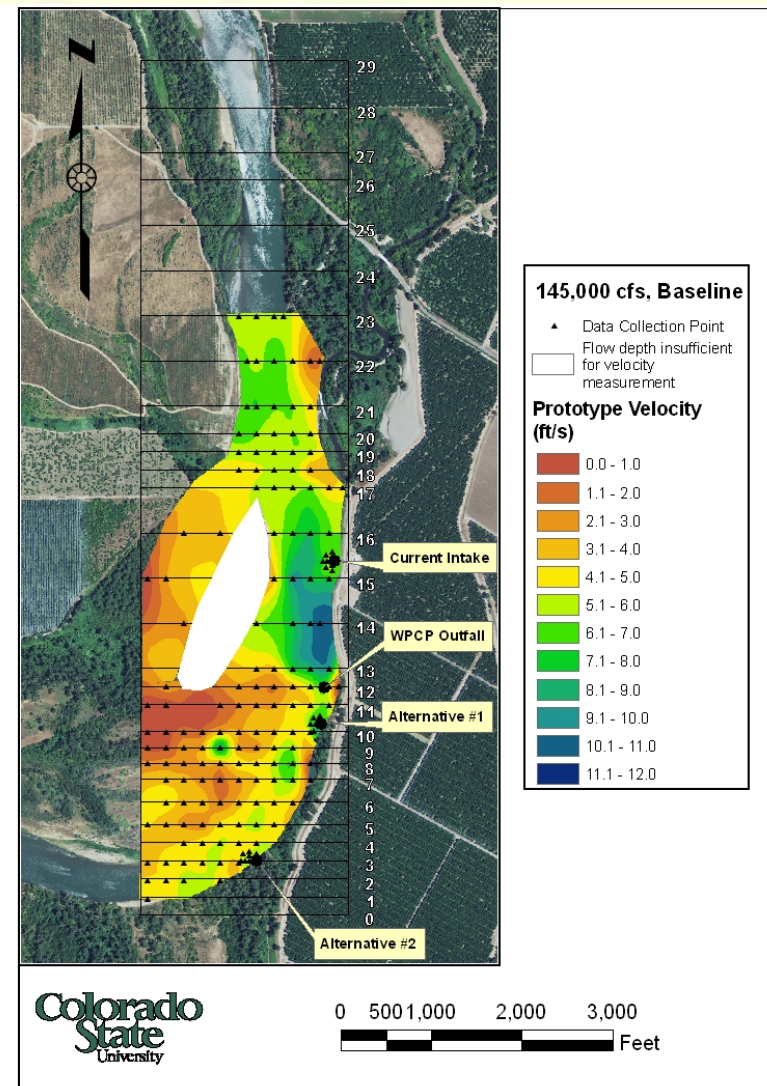 N
29
28
27
26
25
24
23
22
21
20
19
18
17
16
15
14
13
12
11
10
9
8
7
6
5
4
3
2
1
0
Current Intake
WPCP Outfall
Alternative #1
Alternative #2
145,000 cfs, Baseline
Data Collection Point
Flow depth insufficient
for velocity
measurement
Prototype Velocity
(ft/s)
0.0 - 1.0
1.1 - 2.0
2.1 - 3.0
3.1 - 4.0
4.1 - 5.0
5.1 - 6.0
6.1 - 7.0
7.1 - 8.0
8.1 - 9.0
9.1 - 10.0
10.1 - 11.0
11.1 - 12.0
Colorado
State
University
0 500 1,000 2,000 3,000
Feet